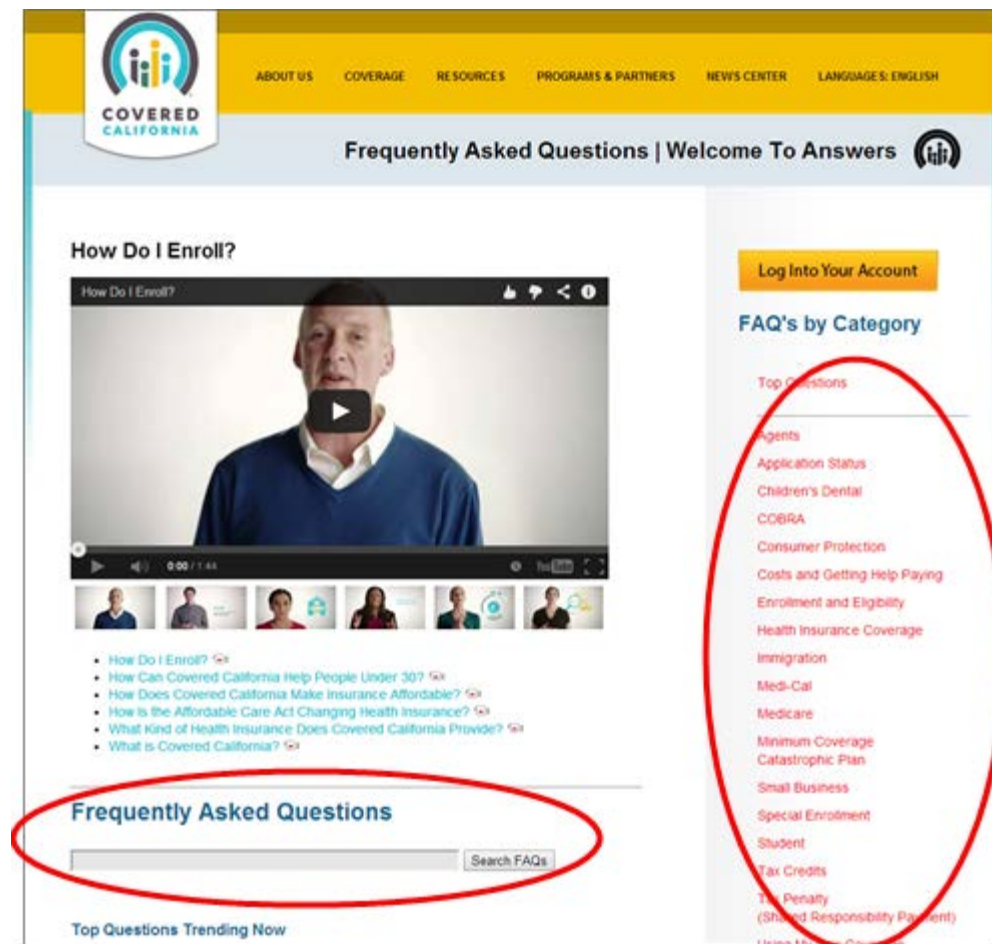 COVERED
CALIFORNIA
ABOUT US COVERAGE RESOURCES PROGRAMS & PARTNERS NEWS CENTER LANGUAGES: ENGLISH
Frequently Asked Questions | Welcome To Answers
How Do I Enroll?
How Do I Enroll?
0:00 / 1:44
YouTube
How Do I Enroll?
How Can Covered California Help People Under 30?
How Does Covered California Make Insurance Affordable?
How is the Affordable Care Act Changing Health Insurance?
What Kind of Health Insurance Does Covered California Provide?
What is Covered California?
Frequently Asked Questions
Search FAQs
Top Questions Trending Now
Log Into Your Account
FAQ's by Category
Top Questions
Agents
Application Status
Children's Dental
COBRA
Consumer Protection
Costs and Getting Help Paying
Enrollment and Eligibility
Health Insurance Coverage
Immigration
Medi-Cal
Medicare
Minimum Coverage
Catastrophic Plan
Small Business
Special Enrollment
Student
Tax Credits
Tax Penalty
(Shared Responsibility Payment)